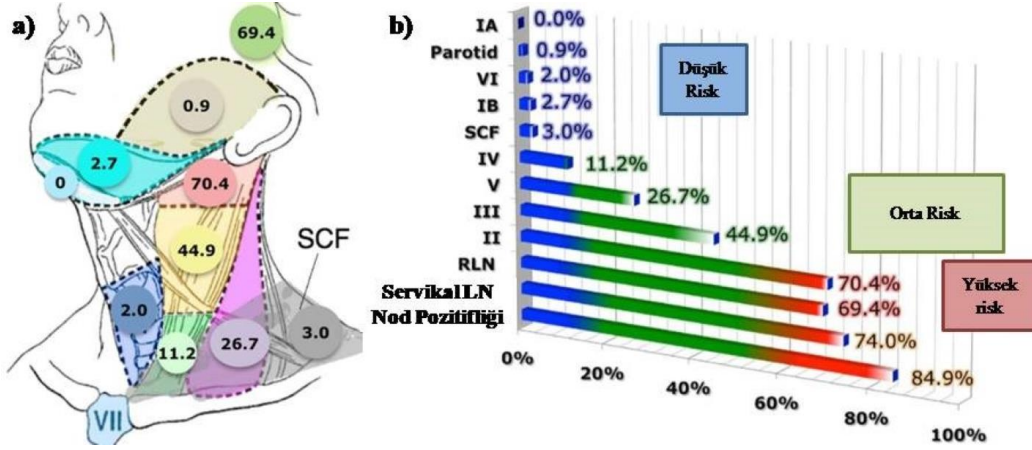 a)
69.4
0.9
2.7
0
70.4
44.9
SCF
2.0
11.2
26.7
3.0
VII
b)
IA 0.0%
Parotid 0.9%
VI 2.0%
IB 2.7%
SCF 3.0%
IV 11.2%
V 26.7%
III 44.9%
II 70.4%
RLN 69.4%
Servikal LN 74.0%
Nod Pozitifliği 84.9%
0% 20% 40% 60% 80% 100%
Düşük
Risk
Orta Risk
Yüksek
risk